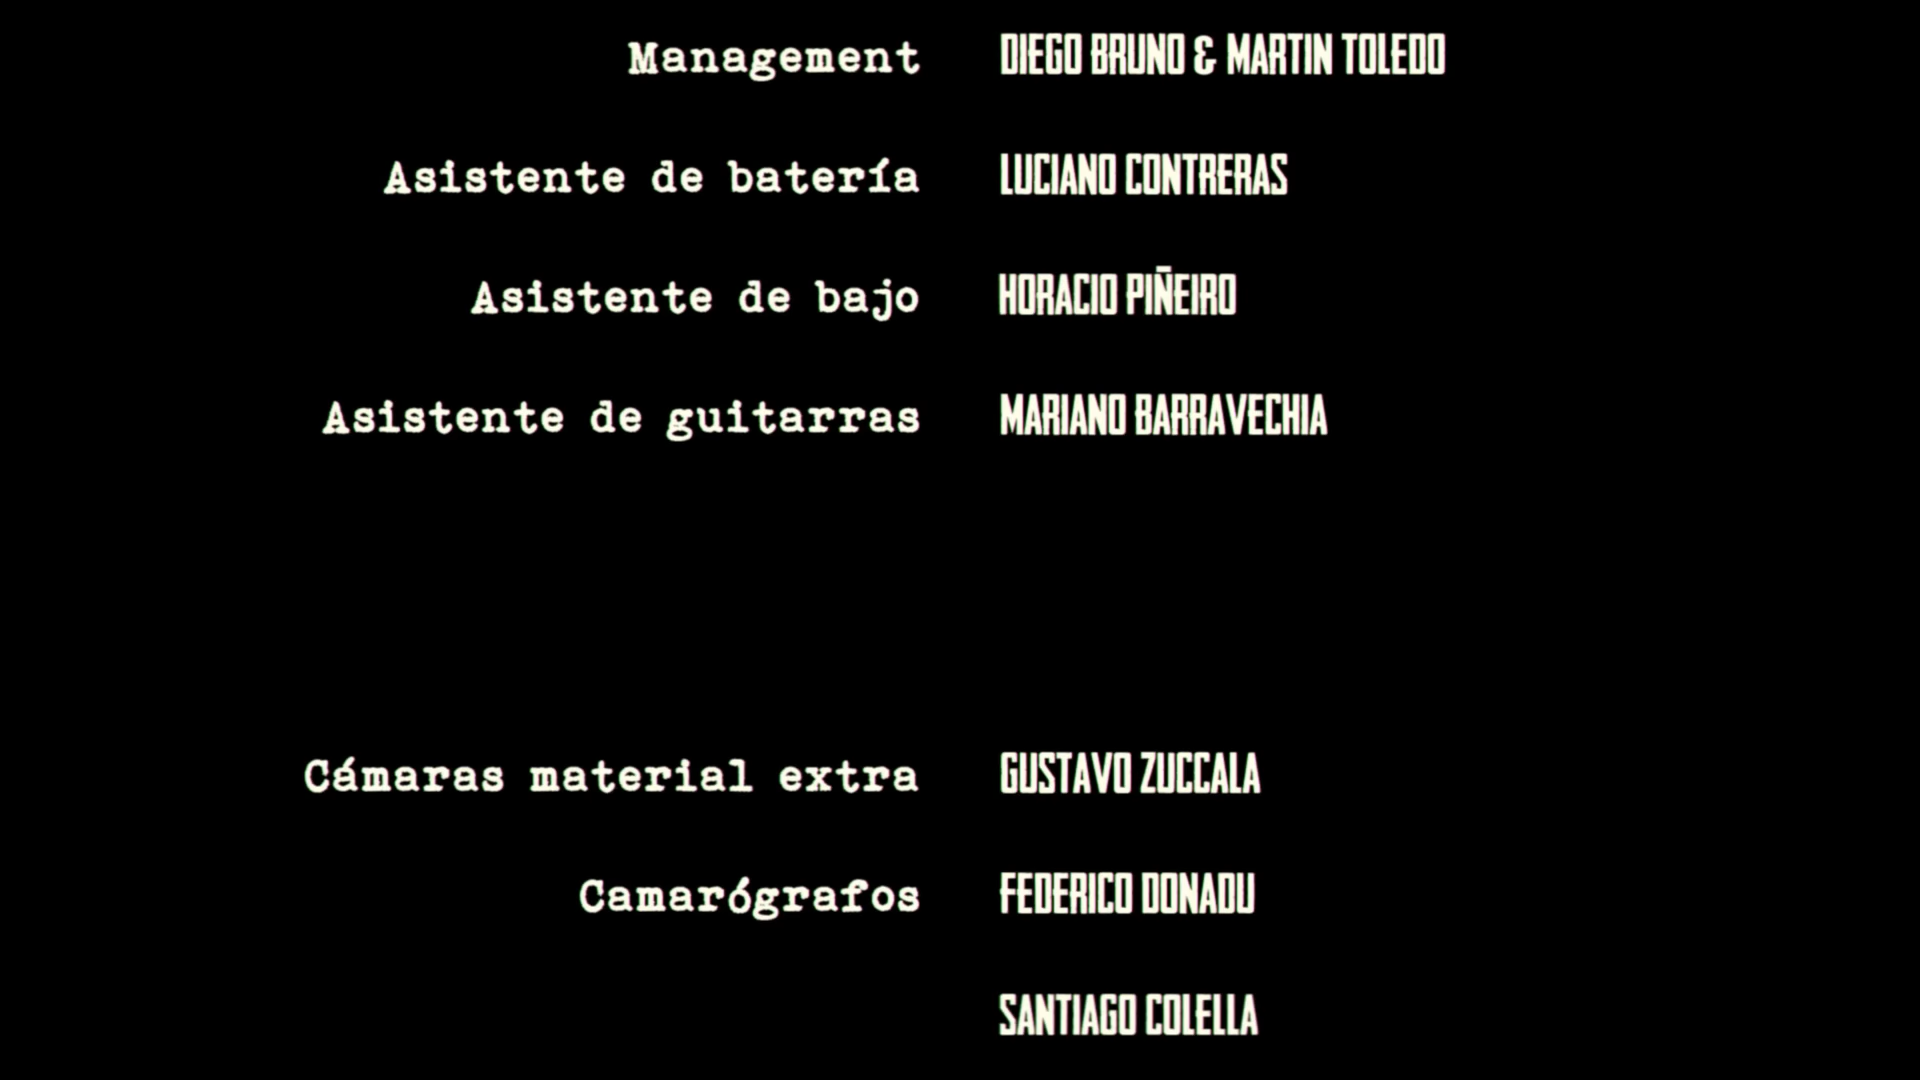 Management DIEGO BRUNO & MARTIN TOLEDO
Asistente de batería LUCIANO CONTRERAS
Asistente de bajo HORACIO PIÑEIRO
Asistente de guitarras MARIANO BARRAVECHIA
Cámaras material extra GUSTAVO ZUCCALA
Camarógrafos FEDERICO DONADU
SANTIAGO COLELLA